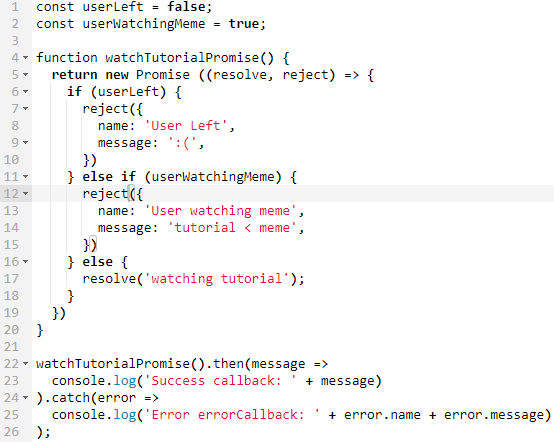 1 const userLeft = false;
2 const userWatchingMeme = true;
3
4 function watchTutorialPromise() {
5   return new Promise ((resolve, reject) => {
6     if (userLeft) {
7       reject({
8         name: 'User Left',
9         message: ':(',
10       })
11     } else if (userWatchingMeme) {
12       reject({
13         name: 'User watching meme',
14         message: 'tutorial < meme',
15       })
16     } else {
17       resolve('watching tutorial');
18     }
19   })
20 }
21
22 watchTutorialPromise().then(message =>
23   console.log('Success callback: ' + message)
24 ).catch(error =>
25   console.log('Error errorCallback: ' + error.name + error.message)
26 );